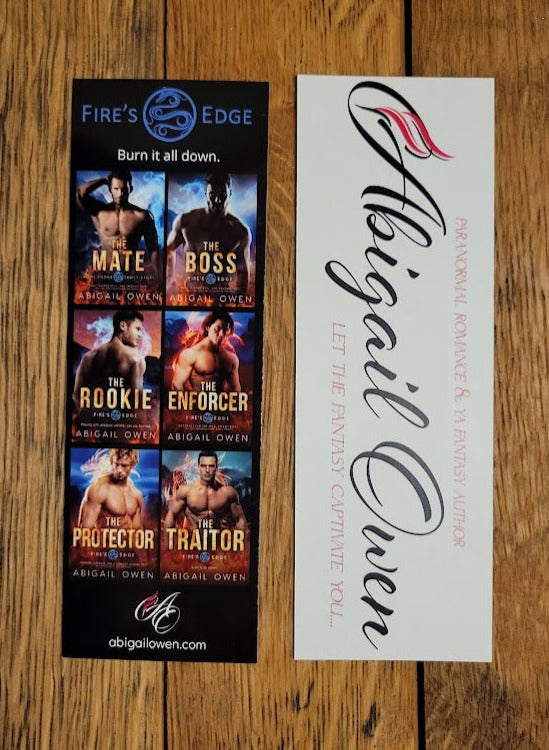 FIRE'S EDGE
Burn it all down.
THE
MATE
ABIGAIL OWEN
THE
BOSS
FIRE'S EDGE
ABIGAIL OWEN
THE
ROOKIE
FIRE'S EDGE
ABIGAIL OWEN
THE
ENFORCER
FIRE'S EDGE
ABIGAIL OWEN
THE
PROTECTOR
FIRE'S EDGE
ABIGAIL OWEN
THE
TRAITOR
FIRE'S EDGE
ABIGAIL OWEN
AO
abigailowen.com
PARANORMAL ROMANCE & YA FANTASY AUTHOR
Abigail Owen
LET THE FANTASY CAPTIVATE YOU...